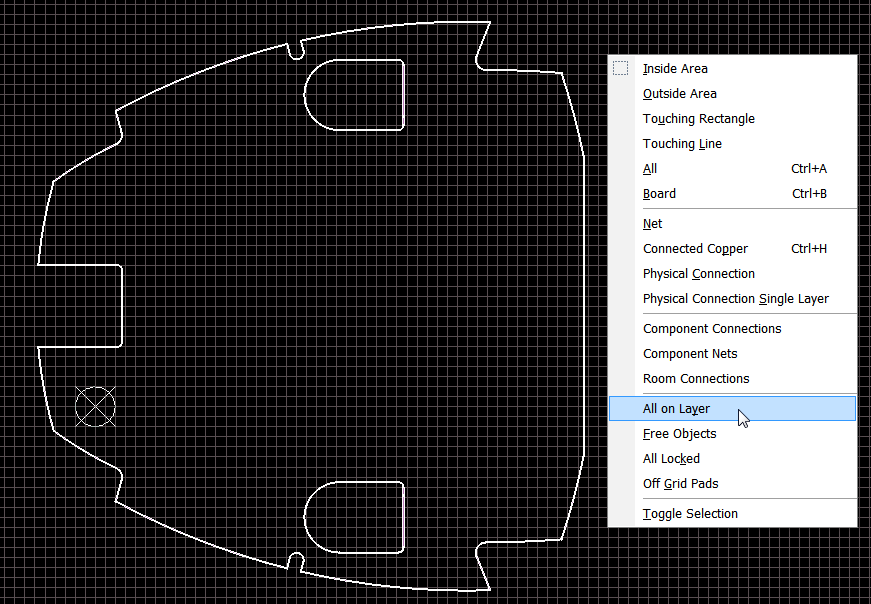 Inside Area
Outside Area
Touching Rectangle
Touching Line
All Ctrl+A
Board Ctrl+B
Net
Connected Copper Ctrl+H
Physical Connection
Physical Connection Single Layer
Component Connections
Component Nets
Room Connections
All on Layer
Free Objects
All Locked
Off Grid Pads
Toggle Selection